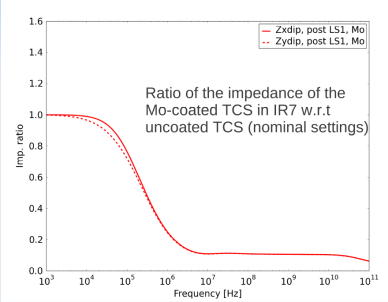 1.6
1.4
1.2
1.0
0.8
0.6
0.4
0.2
0.0
Imp. ratio
Zxdip, post LS1, Mo
Zydip, post LS1, Mo
Ratio of the impedance of the
Mo-coated TCS in IR7 w.r.t
uncoated TCS (nominal settings)
10³ 10⁴ 10⁵ 10⁶ 10⁷ 10⁸ 10⁹ 10¹⁰ 10¹¹
Frequency [Hz]